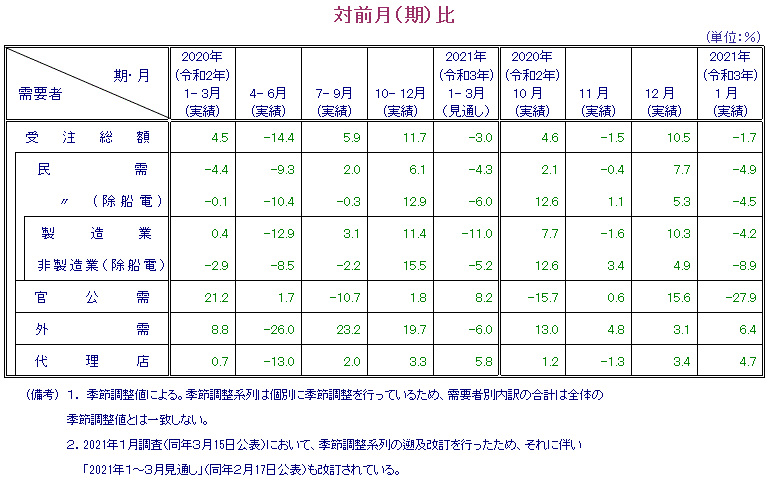 対前月（期）比
（単位：％）
期・月
需要者
2020年 (令和2年) 1-3月 (実績)
4-6月 (実績)
7-9月 (実績)
10-12月 (実績)
2021年 (令和3年) 1-3月 (見通し)
2020年 (令和2年) 10月 (実績)
11月 (実績)
12月 (実績)
2021年 (令和3年) 1月 (実績)
受注総額 4.5 -14.4 5.9 11.7 -3.0 4.6 -1.5 10.5 -1.7
民需 -4.4 -9.3 2.0 6.1 -4.3 2.1 -0.4 7.7 -4.9
〃（除船電） -0.1 -10.4 -0.3 12.9 -6.0 12.6 1.1 5.3 -4.5
製造業 0.4 -12.9 3.1 11.4 -11.0 7.7 -1.6 10.3 -4.2
非製造業（除船電） -2.9 -8.5 -2.2 15.5 -5.2 12.6 3.4 4.9 -8.9
官公需 21.2 1.7 -10.7 1.8 8.2 -15.7 0.6 15.6 -27.9
外需 8.8 -26.0 23.2 19.7 -6.0 13.0 4.8 3.1 6.4
代理店 0.7 -13.0 2.0 3.3 5.8 1.2 -1.3 3.4 4.7
（備考）１．季節調整値による。季節調整系列は個別に季節調整を行っているため、需要者別内訳の合計は全体の
季節調整値とは一致しない。
２．2021年１月調査（同年３月15日公表）において、季節調整系列の遡及改訂を行ったため、それに伴い
「2021年１～３月見通し」（同年２月17日公表）も改訂されている。